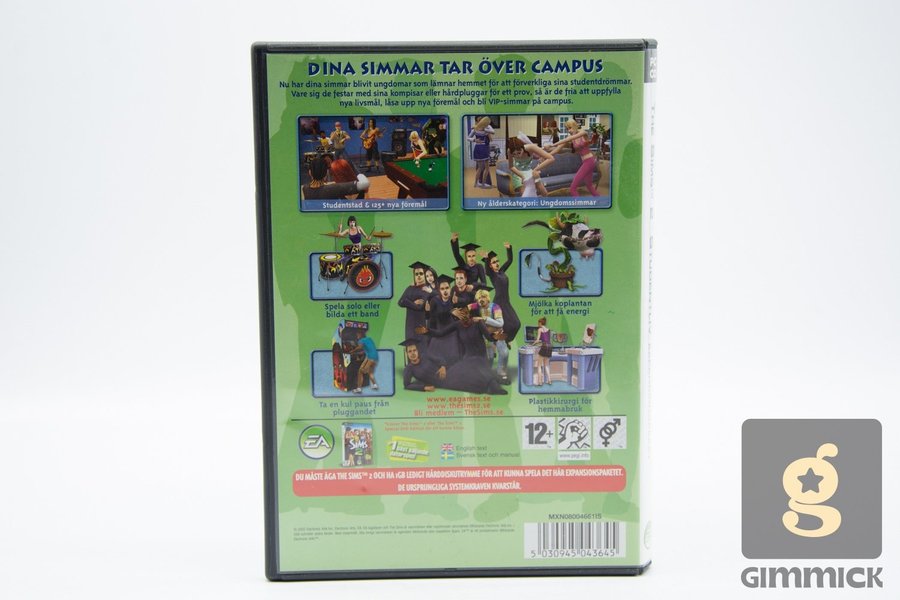 DINA SIMMAR TAR ÖVER CAMPUS
Nu har dina simmar blivit ungdomar som lämnar hemmet för att förverkliga sina studentdrömmar.
Vare sig de festar med sina kompisar eller hårdpluggar för ett prov, så är de fria att uppfylla
nya livsmål, låsa upp nya föremål och bli VIP-simmar på campus.
Studentstad & 125+ nya föremål
Ny ålderskategori: Ungdomssimmar
Spela solo eller
bilda ett band
Mjölka koplantan
för att få energi
Ta en kul paus från
pluggandet
Plastikkirurgi för
hemmabruk
www.eagames.se
www.thesims2.se
Bli medlem – TheSims.se
EA
12+
www.pegi.info
English text
Svensk text och manual
DU MÅSTE ÄGA THE SIMS™ 2 OCH HA 1GB LEDIGT HÅRDDISKUTRYMME FÖR ATT KUNNA SPELA DET HÄR EXPANSIONSPAKETET.
DE URSPRUNGLIGA SYSTEMKRAVEN KVARSTÅR.
MXN08004661IS
5 030945 043645
g
GIMMICK